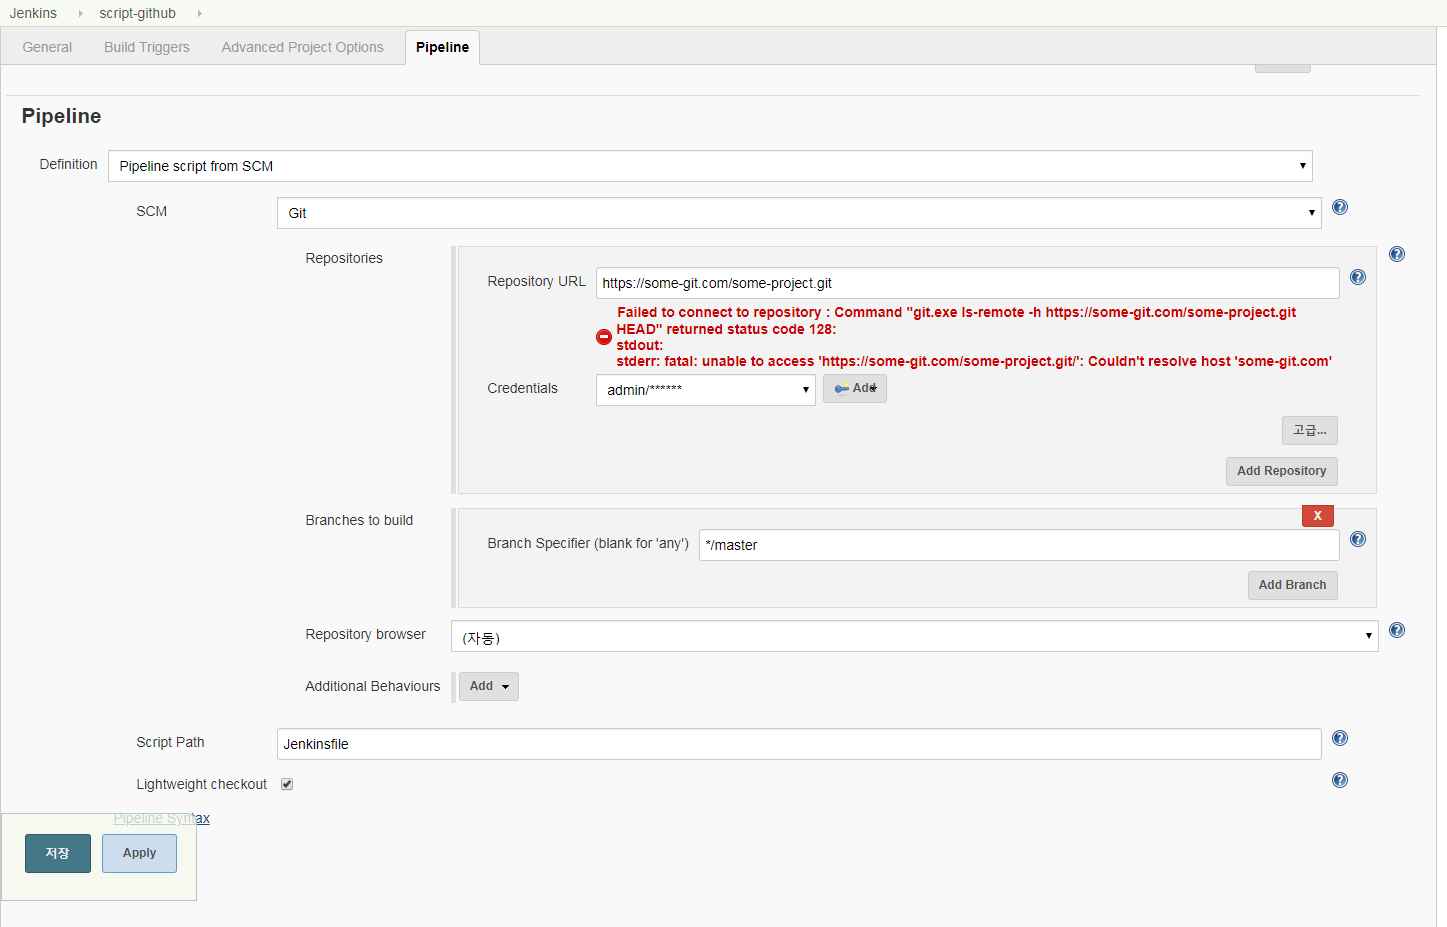 Jenkins script-github
General Build Triggers Advanced Project Options Pipeline
Pipeline
Definition Pipeline script from SCM
SCM Git
Repositories
Repository URL https://some-git.com/some-project.git
Failed to connect to repository : Command "git.exe ls-remote -h https://some-git.com/some-project.git
HEAD" returned status code 128:
stdout:
stderr: fatal: unable to access 'https://some-git.com/some-project.git/': Couldn't resolve host 'some-git.com'
Credentials admin/****** Add
고급...
Add Repository
Branches to build X
Branch Specifier (blank for 'any') */master
Add Branch
Repository browser (자동)
Additional Behaviours Add
Script Path Jenkinsfile
Lightweight checkout
Pipeline Syntax
저장 Apply